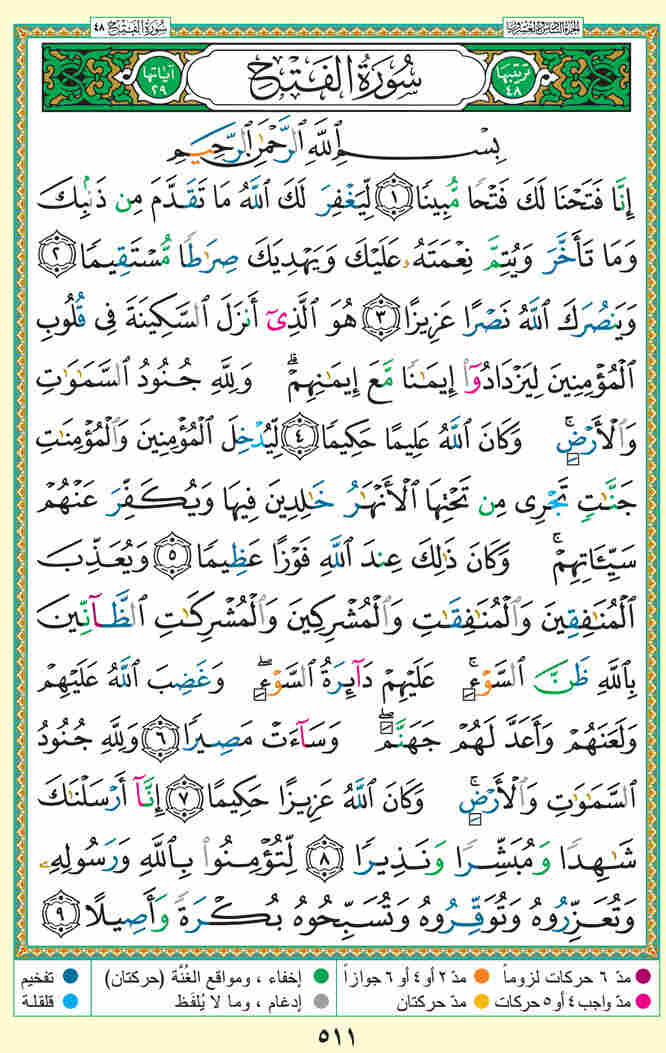 الجزء السادس والعشرون سورة الفتح ٤٨
ترتيبها ٤٨ سُورَةُ الفَتْحِ آياتها ٢٩
بِسْمِ ٱللَّهِ ٱلرَّحْمَٰنِ ٱلرَّحِيمِ
إِنَّا فَتَحْنَا لَكَ فَتْحًا مُّبِينًا ١ لِّيَغْفِرَ لَكَ ٱللَّهُ مَا تَقَدَّمَ مِن ذَنۢبِكَ
وَمَا تَأَخَّرَ وَيُتِمَّ نِعْمَتَهُۥ عَلَيْكَ وَيَهْدِيَكَ صِرَٰطًا مُّسْتَقِيمًا ٢
وَيَنصُرَكَ ٱللَّهُ نَصْرًا عَزِيزًا ٣ هُوَ ٱلَّذِىٓ أَنزَلَ ٱلسَّكِينَةَ فِى قُلُوبِ
ٱلْمُؤْمِنِينَ لِيَزْدَادُوٓا۟ إِيمَٰنًا مَّعَ إِيمَٰنِهِمْ ۗ وَلِلَّهِ جُنُودُ ٱلسَّمَٰوَٰتِ
وَٱلْأَرْضِ ۚ وَكَانَ ٱللَّهُ عَلِيمًا حَكِيمًا ٤ لِّيُدْخِلَ ٱلْمُؤْمِنِينَ وَٱلْمُؤْمِنَٰتِ
جَنَّٰتٍ تَجْرِى مِن تَحْتِهَا ٱلْأَنْهَٰرُ خَٰلِدِينَ فِيهَا وَيُكَفِّرَ عَنْهُمْ
سَيِّـَٔاتِهِمْ ۚ وَكَانَ ذَٰلِكَ عِندَ ٱللَّهِ فَوْزًا عَظِيمًا ٥ وَيُعَذِّبَ
ٱلْمُنَٰفِقِينَ وَٱلْمُنَٰفِقَٰتِ وَٱلْمُشْرِكِينَ وَٱلْمُشْرِكَٰتِ ٱلظَّآنِّينَ
بِٱللَّهِ ظَنَّ ٱلسَّوْءِ ۚ عَلَيْهِمْ دَآئِرَةُ ٱلسَّوْءِ ۖ وَغَضِبَ ٱللَّهُ عَلَيْهِمْ
وَلَعَنَهُمْ وَأَعَدَّ لَهُمْ جَهَنَّمَ ۖ وَسَآءَتْ مَصِيرًا ٦ وَلِلَّهِ جُنُودُ
ٱلسَّمَٰوَٰتِ وَٱلْأَرْضِ ۚ وَكَانَ ٱللَّهُ عَزِيزًا حَكِيمًا ٧ إِنَّآ أَرْسَلْنَٰكَ
شَٰهِدًا وَمُبَشِّرًا وَنَذِيرًا ٨ لِّتُؤْمِنُوا۟ بِٱللَّهِ وَرَسُولِهِۦ
وَتُعَزِّرُوهُ وَتُوَقِّرُوهُ وَتُسَبِّحُوهُ بُكْرَةً وَأَصِيلًا ٩
مدّ ٦ حركات لزوماً مدّ ٢ أو ٤ أو ٦ جوازاً إخفاء ، ومواقع الغُنَّة (حركتان) تفخيم
مدّ واجب ٤ أو ٥ حركات مدّ حركتان إدغام ، وما لا يُلفَظ قلقلة
٥١١